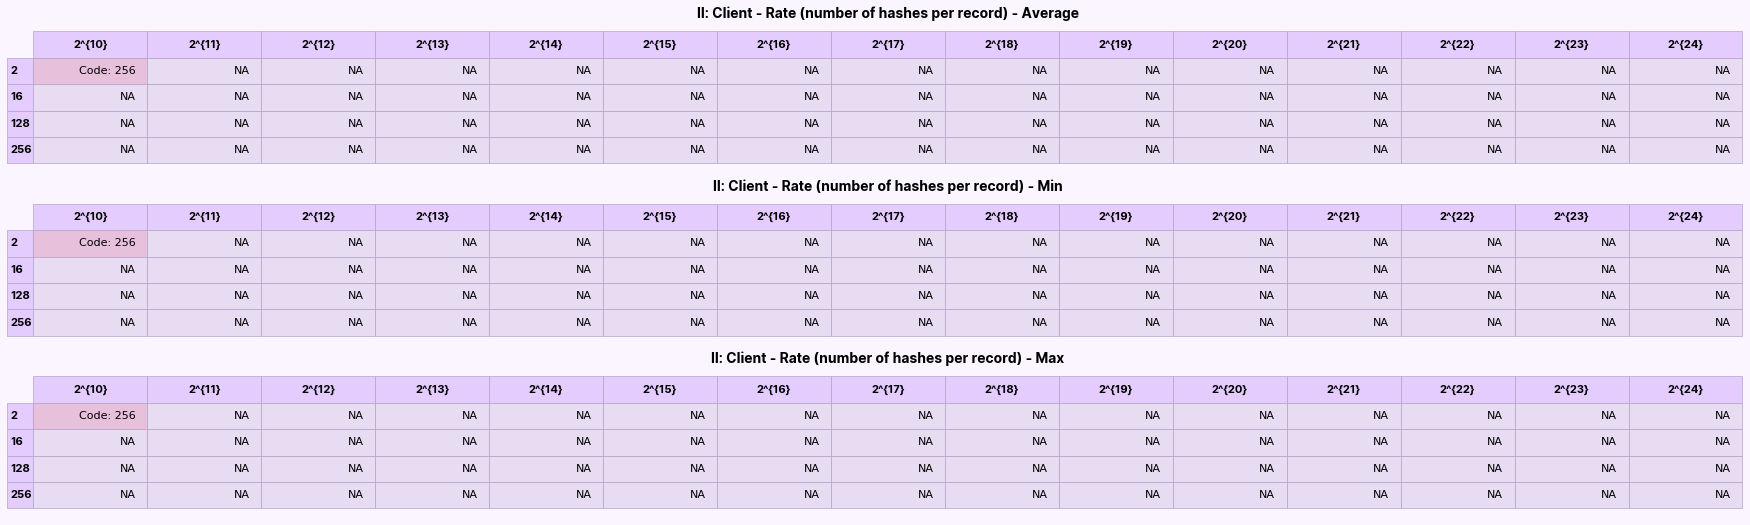 II: Client - Rate (number of hashes per record) - Average
2^{10} 2^{11} 2^{12} 2^{13} 2^{14} 2^{15} 2^{16} 2^{17} 2^{18} 2^{19} 2^{20} 2^{21} 2^{22} 2^{23} 2^{24}
2 Code: 256 NA NA NA NA NA NA NA NA NA NA NA NA NA NA
16 NA NA NA NA NA NA NA NA NA NA NA NA NA NA NA
128 NA NA NA NA NA NA NA NA NA NA NA NA NA NA NA
256 NA NA NA NA NA NA NA NA NA NA NA NA NA NA NA
II: Client - Rate (number of hashes per record) - Min
2^{10} 2^{11} 2^{12} 2^{13} 2^{14} 2^{15} 2^{16} 2^{17} 2^{18} 2^{19} 2^{20} 2^{21} 2^{22} 2^{23} 2^{24}
2 Code: 256 NA NA NA NA NA NA NA NA NA NA NA NA NA NA
16 NA NA NA NA NA NA NA NA NA NA NA NA NA NA NA
128 NA NA NA NA NA NA NA NA NA NA NA NA NA NA NA
256 NA NA NA NA NA NA NA NA NA NA NA NA NA NA NA
II: Client - Rate (number of hashes per record) - Max
2^{10} 2^{11} 2^{12} 2^{13} 2^{14} 2^{15} 2^{16} 2^{17} 2^{18} 2^{19} 2^{20} 2^{21} 2^{22} 2^{23} 2^{24}
2 Code: 256 NA NA NA NA NA NA NA NA NA NA NA NA NA NA
16 NA NA NA NA NA NA NA NA NA NA NA NA NA NA NA
128 NA NA NA NA NA NA NA NA NA NA NA NA NA NA NA
256 NA NA NA NA NA NA NA NA NA NA NA NA NA NA NA